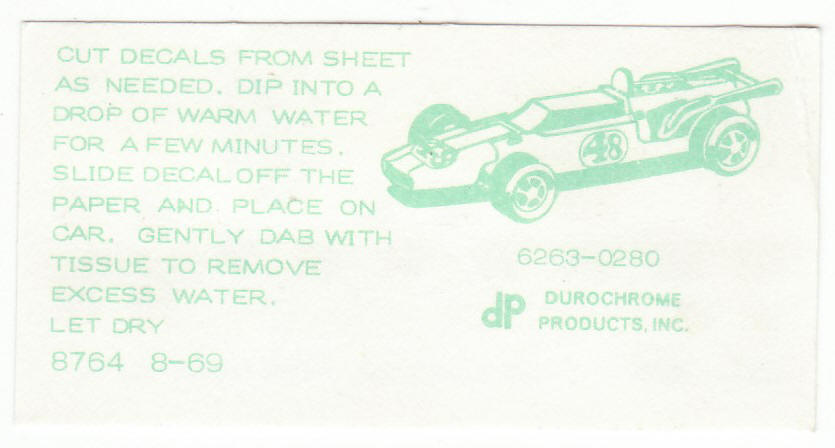 CUT DECALS FROM SHEET
AS NEEDED. DIP INTO A
DROP OF WARM WATER
FOR A FEW MINUTES.
SLIDE DECAL OFF THE
PAPER AND PLACE ON
CAR. GENTLY DAB WITH
TISSUE TO REMOVE
EXCESS WATER.
LET DRY
8764 8-69
48
6263-0280
dp DUROCHROME
PRODUCTS, INC.